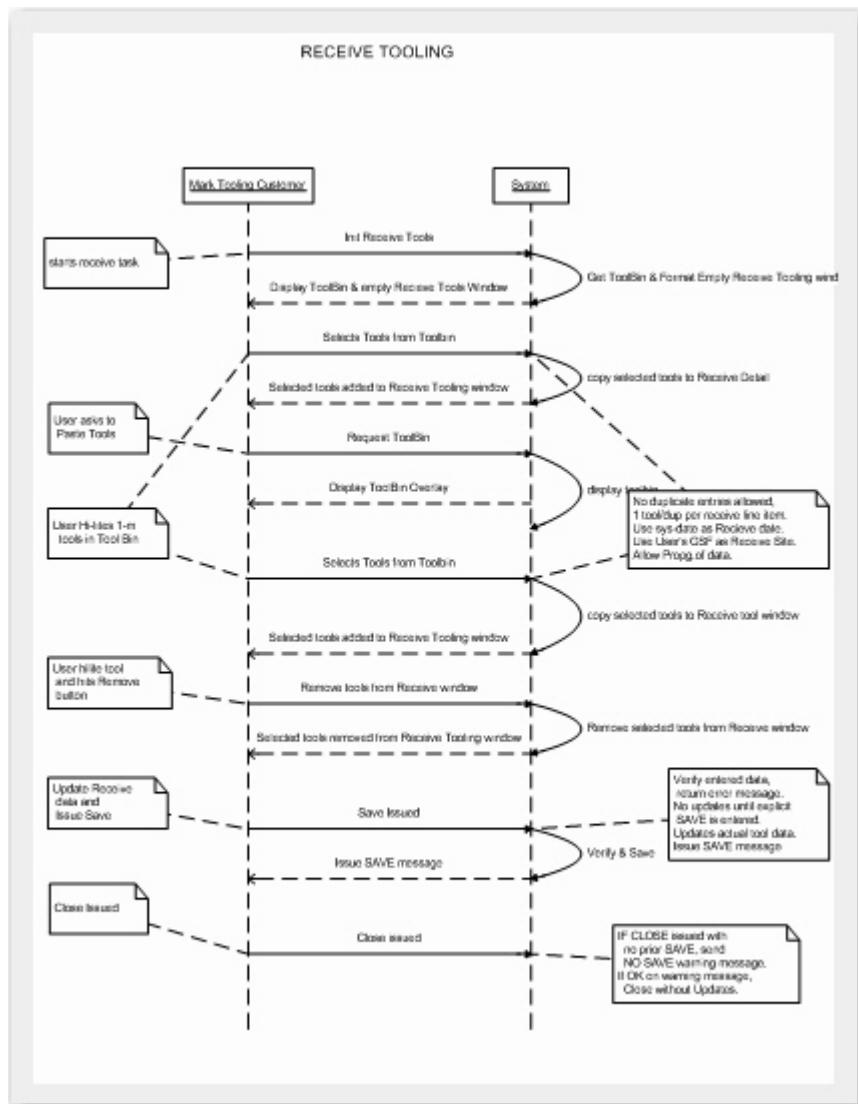 RECEIVE TOOLING
Mark Tooling Customer
System
starts receive task
Init Receive Tools
Get ToolBin & Format Empty Receive Tooling wind
Display ToolBin & empty Receive Tools Window
Selects Tools from Toolbin
copy selected tools to Receive Detail
Selected tools added to Receive Tooling window
User asks to
Paste Tools
Request ToolBin
display toolbin
Display ToolBin Overlay
User Hi-lites 1-m
tools in Tool Bin
No duplicate entries allowed,
1 tool/dup per receive line item.
Use sys-date as Recieve date.
Use User's CSF as Receive Site.
Allow Propg.of data.
Selects Tools from Toolbin
copy selected tools to Receive tool window
Selected tools added to Receive Tooling window
User hilite tool
and hits Remove
button
Remove tools from Receive window
Remove selected tools from Receive window
Selected tools removed from Receive Tooling window
Update Receive
data and
Issue Save
Save Issued
Verify entered data,
return error message.
No updates until explicit
SAVE is entered.
Updates actual tool data.
Issue SAVE message
Verify & Save
Issue SAVE message
Close Issued
Close issued
IF CLOSE issued with
no prior SAVE, send
NO SAVE warning message.
If OK on warning message,
Close without Updates.